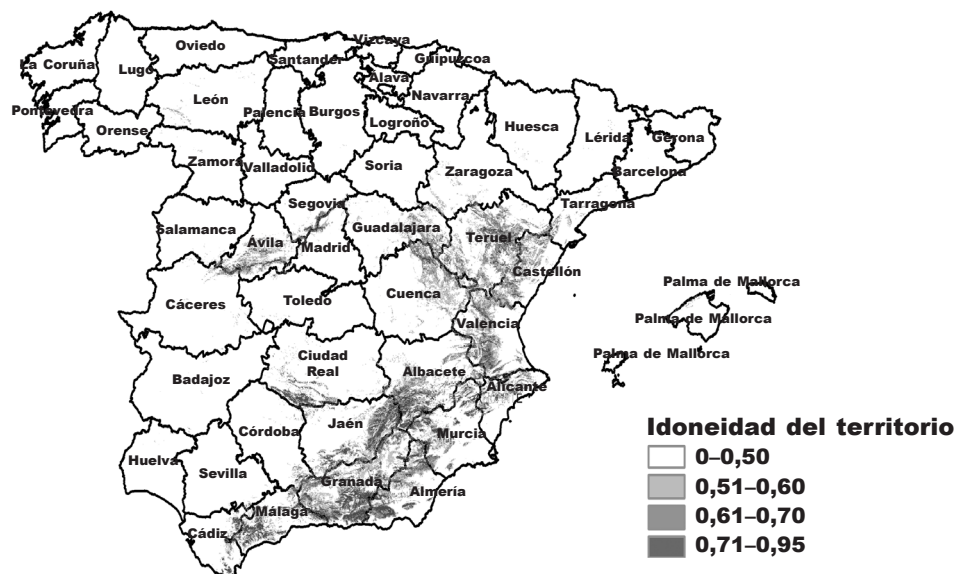 Vizcaya
Oviedo
Santander
Guipurcoa
La Coruña
Lugo
Álava
León
Navarra
Palencia
Burgos
Pontevedra
Logroño
Orense
Huesca
Lérida
Gerona
Zamora
Valladolid
Soria
Zaragoza
Barcelona
Segovia
Tarragona
Salamanca
Guadalajara
Ávila
Madrid
Teruel
Castellón
Palma de Mallorca
Cáceres
Toledo
Cuenca
Palma de Mallorca
Valencia
Palma de Mallorca
Ciudad
Real
Badajoz
Albacete
Alicante
Jaén
Córdoba
Murcia
Huelva
Sevilla
Granada
Almería
Málaga
Cádiz
Idoneidad del territorio
0–0,50
0,51–0,60
0,61–0,70
0,71–0,95